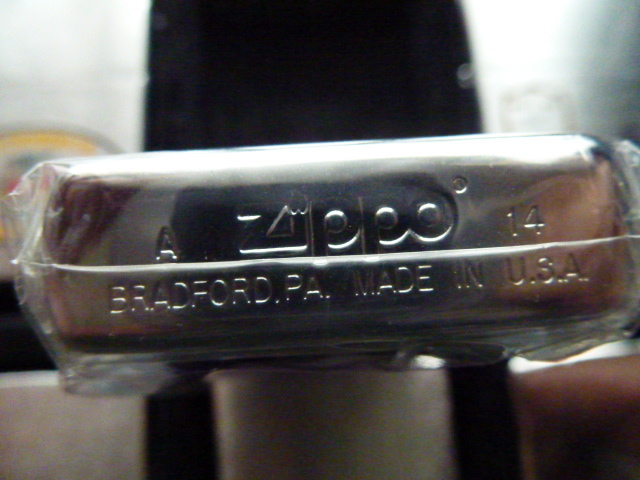 A Zippo® 14
BRADFORD, PA. MADE IN U.S.A.